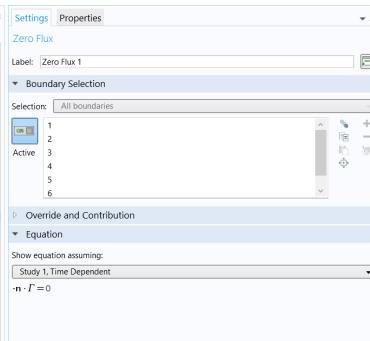 Settings Properties
Zero Flux
Label: Zero Flux 1
Boundary Selection
Selection: All boundaries
Active
1
2
3
4
5
6
Override and Contribution
Equation
Show equation assuming:
Study 1, Time Dependent
-n · Γ = 0